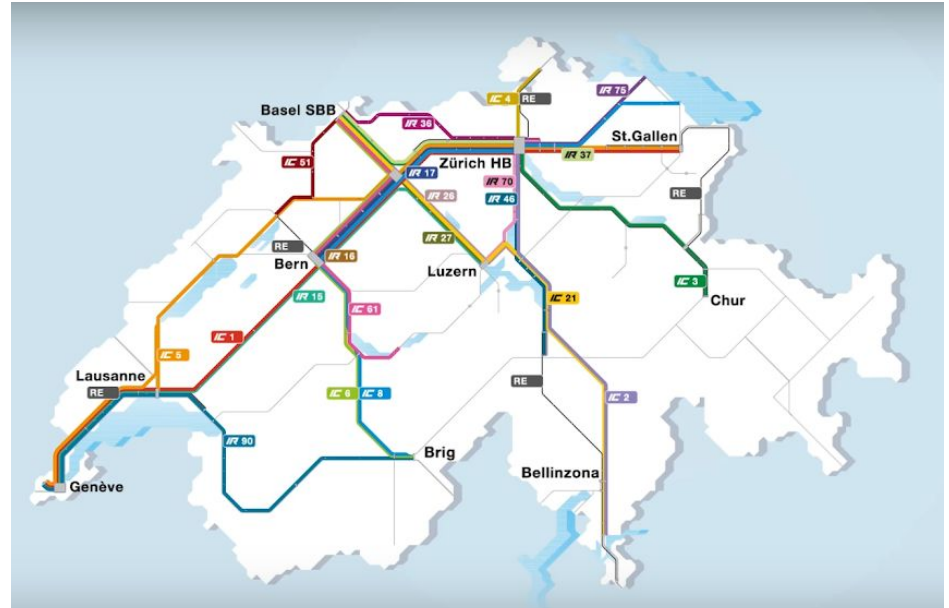 IR 75
IC 4
RE
Basel SBB
IR 36
St.Gallen
IC 51
Zürich HB
IR 37
IR 17
IR 70
IR 26
IR 46
RE
IR 27
RE
Bern
IR 16
Luzern
IC 3
IR 15
IC 21
Chur
IC 61
IC 1
IC 5
Lausanne
RE
RE
IC 6
IC 8
IC 2
IR 90
Brig
Bellinzona
Genève